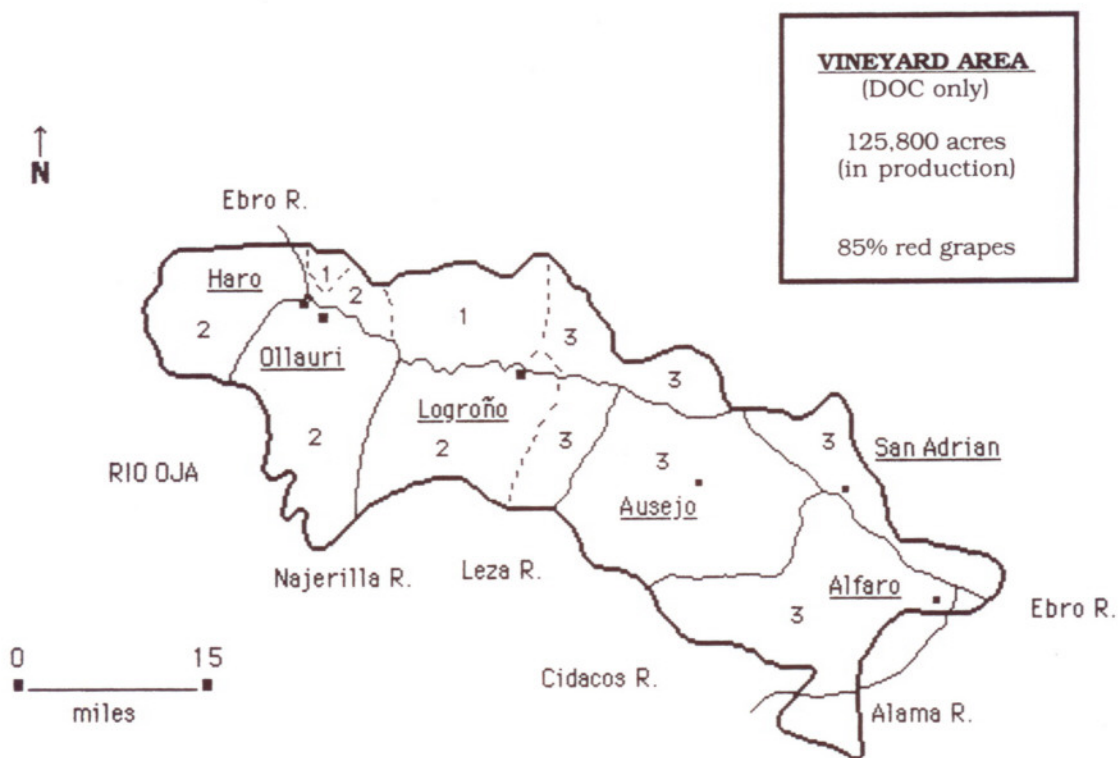 VINEYARD AREA
(DOC only)
125,800 acres
(in production)
85% red grapes
↑
N
Ebro R.
Haro
1
2
1
2
3
Ollauri
3
Logroño
2
2
3
3
3
San Adrian
RIO OJA
Ausejo
Najerilla R.
Leza R.
Alfaro
Ebro R.
3
0 15
miles
Cidacos R.
Alama R.